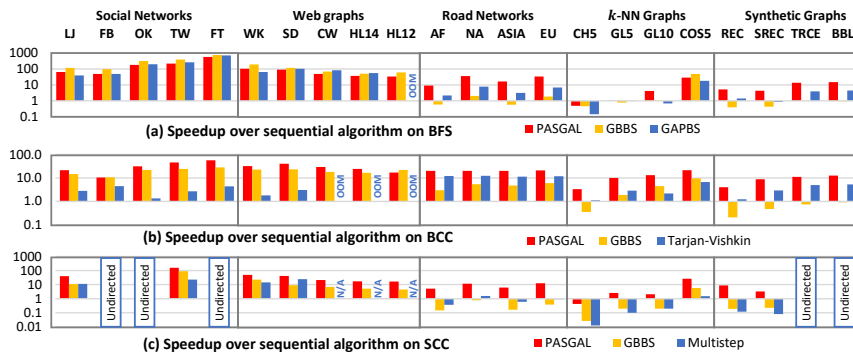 Social Networks Web graphs Road Networks k-NN Graphs Synthetic Graphs
LJ FB OK TW FT WK SD CW HL14 HL12 AF NA ASIA EU CH5 GL5 GL10 COS5 REC SREC TRCE BBL
1000
100
10
1
0.1
OOM
(a) Speedup over sequential algorithm on BFS
PASGAL GBBS GAPBS
100.0
10.0
1.0
0.1
OOM
OOM
OOM
(b) Speedup over sequential algorithm on BCC
PASGAL GBBS Tarjan-Vishkin
1000
100
10
1
0.1
0.01
Undirected
Undirected
Undirected
N/A
N/A
N/A
Undirected
Undirected
(c) Speedup over sequential algorithm on SCC
PASGAL GBBS Multistep